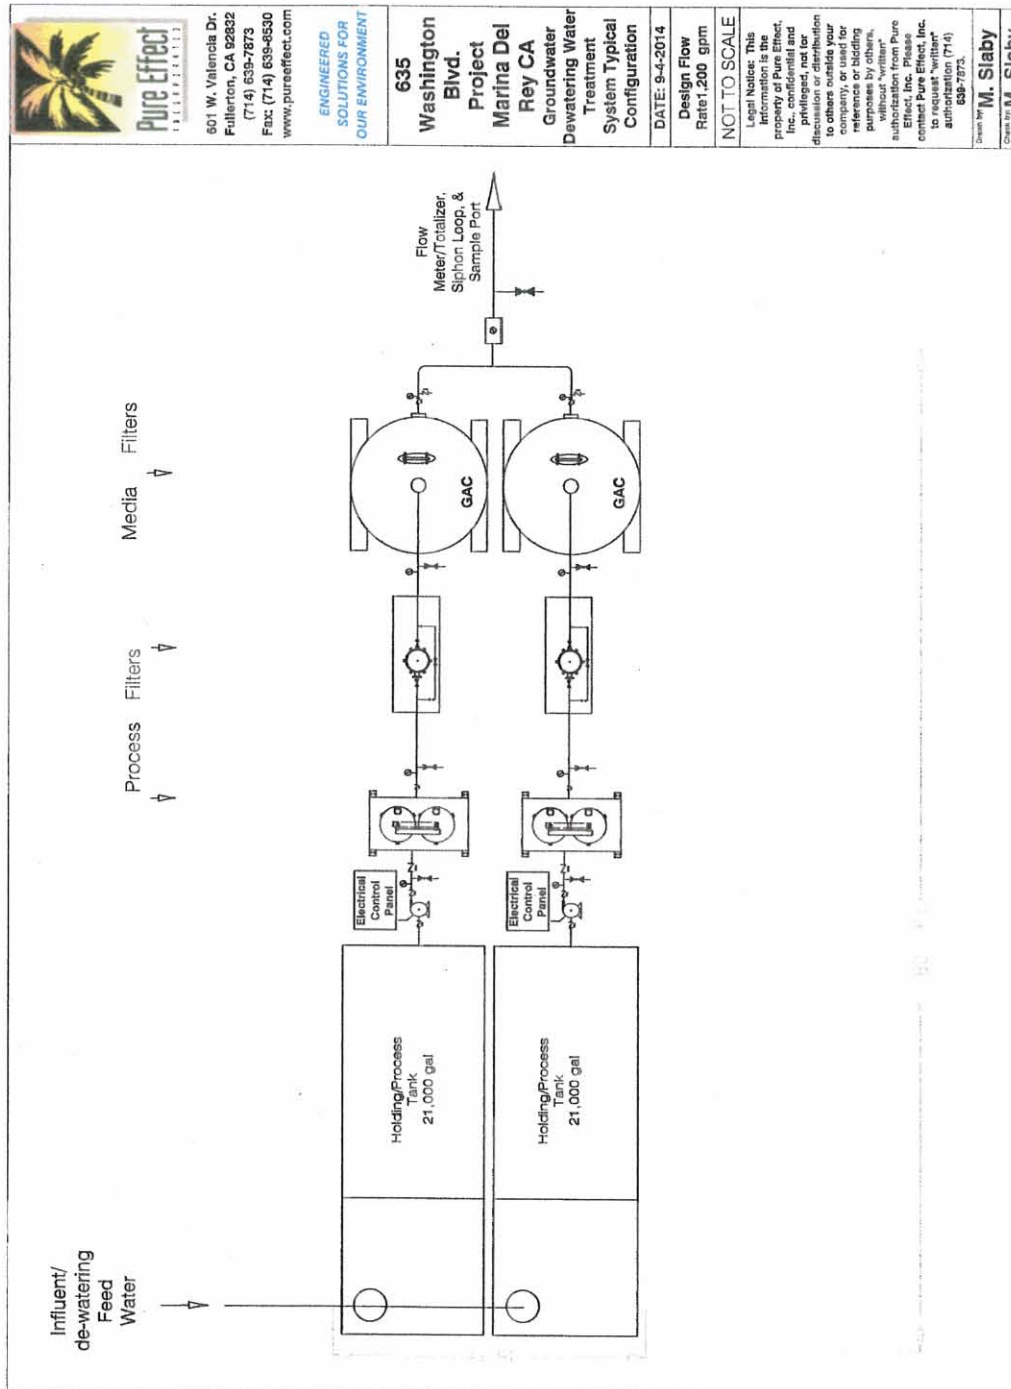 Pure Effect
INCORPORATED
601 W. Valencia Dr.
Fullerton, CA 92832
(714) 639-7873
Fax: (714) 639-6530
www.pureeffect.com
ENGINEERED
SOLUTIONS FOR
OUR ENVIRONMENT
635
Washington
Blvd.
Project
Marina Del
Rey CA
Groundwater
Dewatering Water
Treatment
System Typical
Configuration
DATE: 9-4-2014
Design Flow
Rate1,200 gpm
NOT TO SCALE
Legal Notice: This
information is the
property of Pure Effect,
Inc., confidential and
privileged, not for
discussion or distribution
to others outside your
company, or used for
reference or bidding
purposes by others,
without "written"
authorization from Pure
Effect, Inc. Please
contact Pure Effect, Inc.
to request "written"
authorization (714)
639-7873.
Drawn by: M. Slaby
Check by: M. Slaby
Influent/
de-watering
Feed
Water
Process Filters
Media Filters
Flow
Meter/Totalizer,
Siphon Loop, &
Sample Port
Holding/Process
Tank
21,000 gal
Electrical
Control
Panel
GAC
Holding/Process
Tank
21,000 gal
Electrical
Control
Panel
GAC